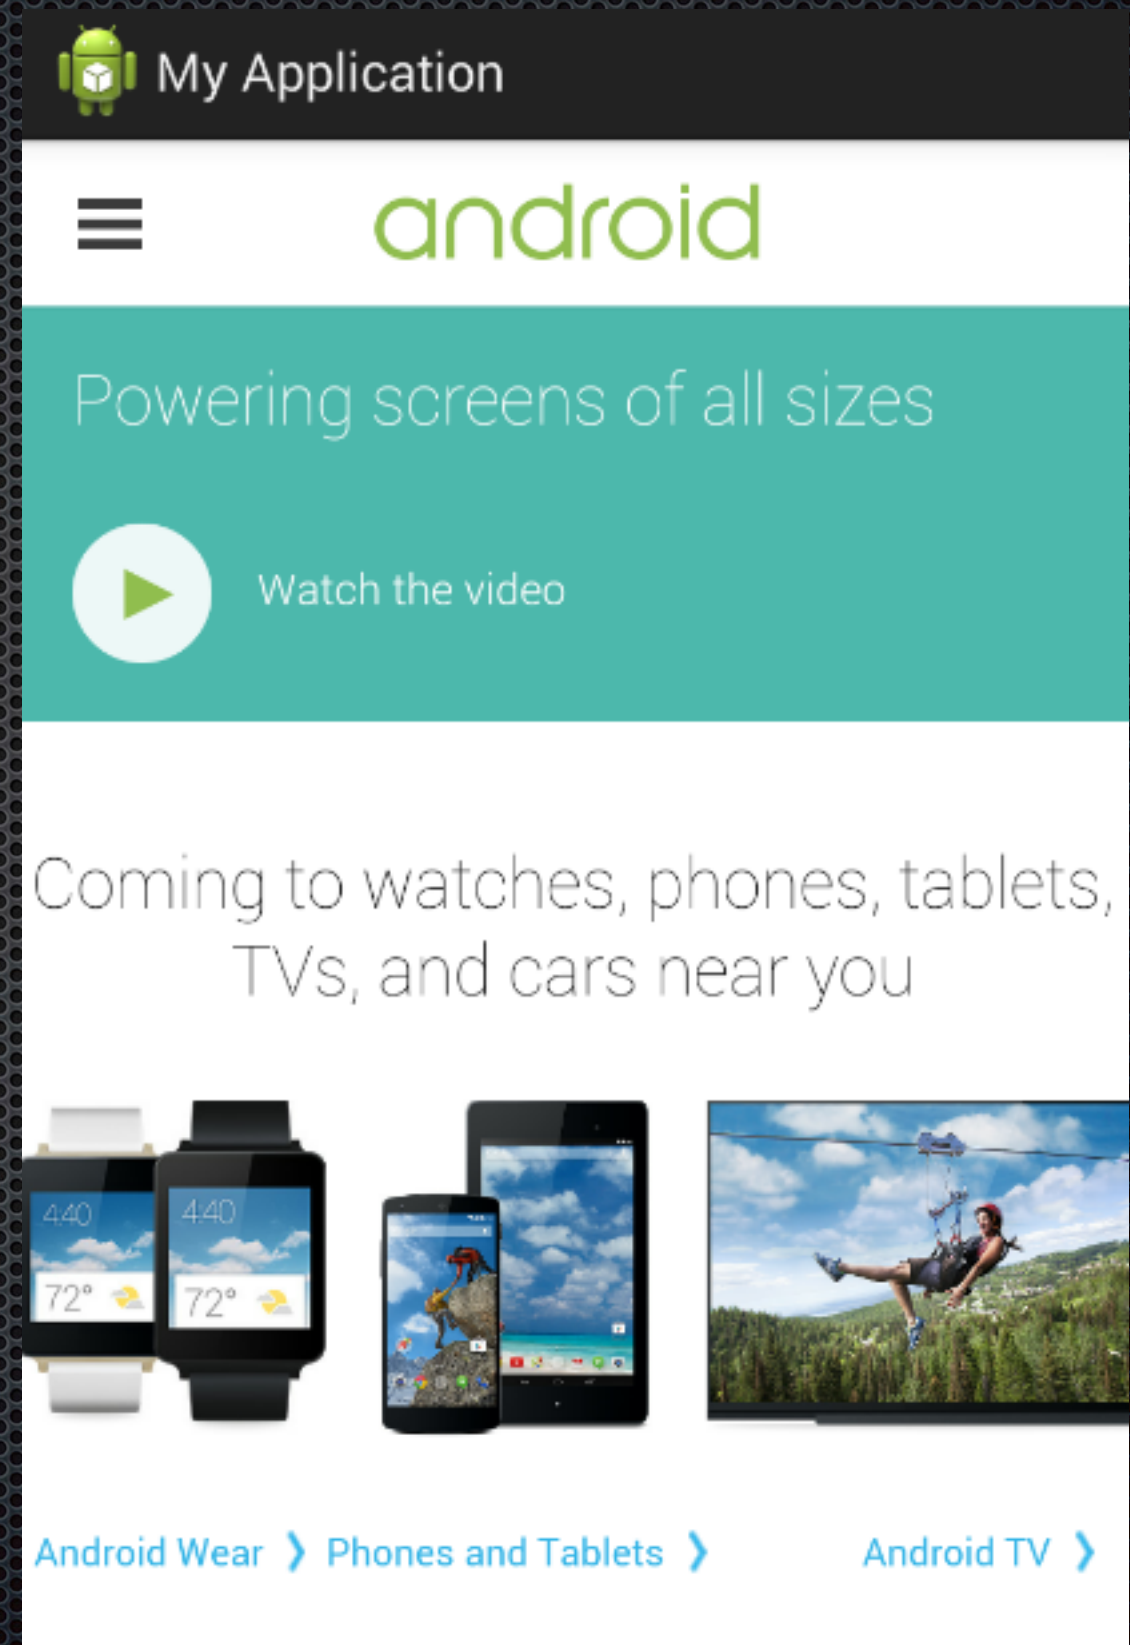 My Application
android
Powering screens of all sizes
Watch the video
Coming to watches, phones, tablets,
TVs, and cars near you
4:40
4:40
72°
72°
Android Wear ❯ Phones and Tablets ❯ Android TV ❯